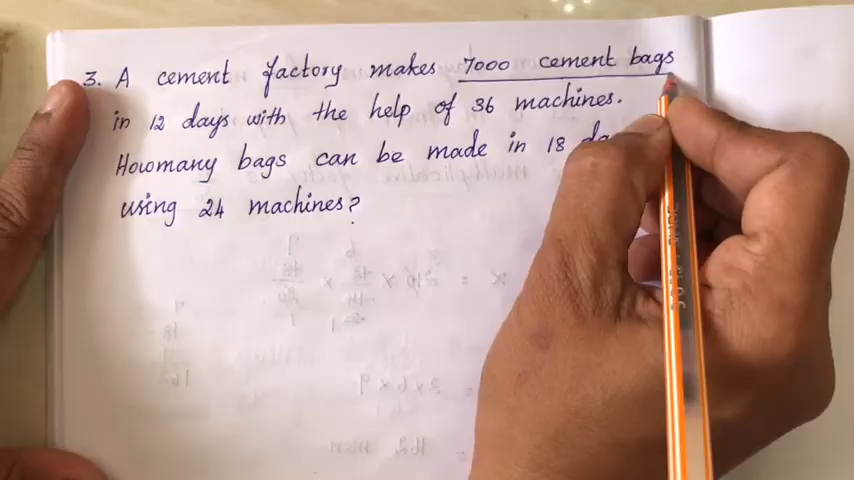 3. A cement factory makes 7000 cement bags
in 12 days with the help of 36 machines.
Howmany bags can be made in 18 da
using 24 machines?